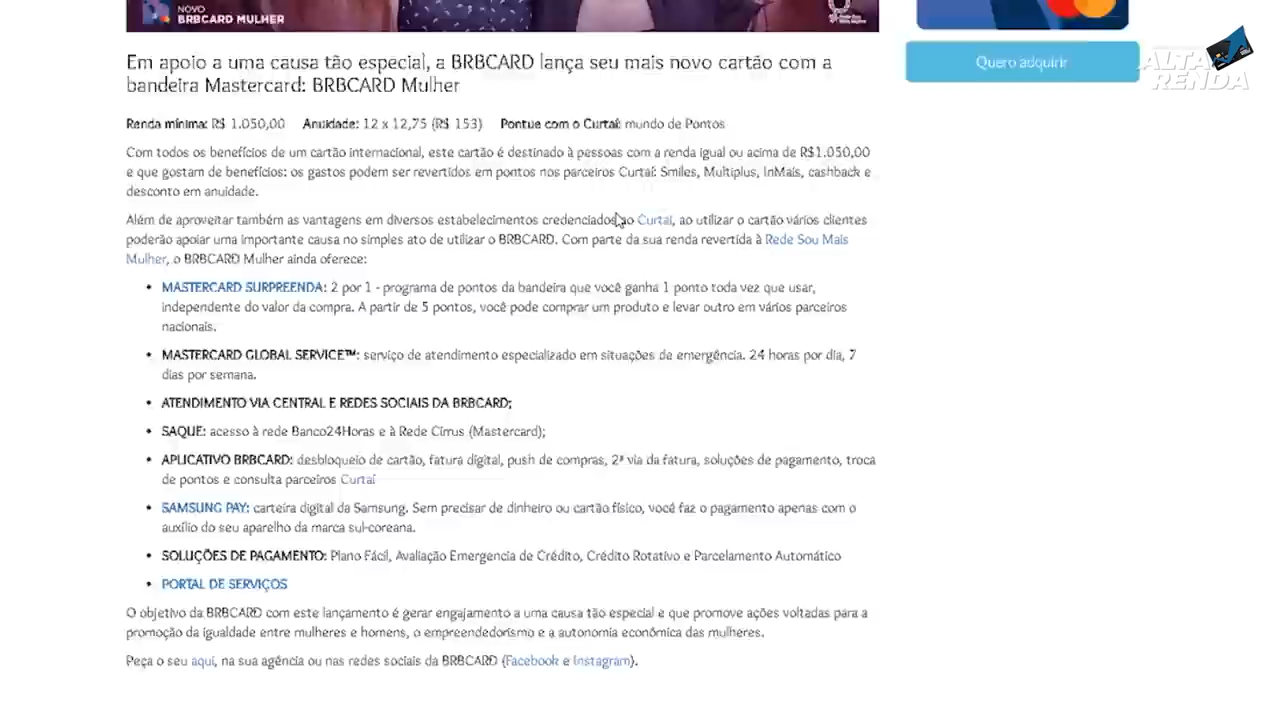 NOVO
BRBCARD MULHER
Em apoio a uma causa tão especial, a BRBCARD lança seu mais novo cartão com a
bandeira Mastercard: BRBCARD Mulher
Quero adquirir
ALTA
RENDA
Renda mínima: R$ 1.050,00 Anuidade: 12 x 12,75 (R$ 153) Pontue com o Curtaí: mundo de Pontos
Com todos os benefícios de um cartão internacional, este cartão é destinado à pessoas com a renda igual ou acima de R$1.050,00
e que gostam de benefícios: os gastos podem ser revertidos em pontos nos parceiros Curtaí: Smiles, Multiplus, InMais, cashback e
desconto em anuidade.
Além de aproveitar também as vantagens em diversos estabelecimentos credenciados ao Curtaí, ao utilizar o cartão vários clientes
poderão apoiar uma importante causa no simples ato de utilizar o BRBCARD. Com parte da sua renda revertida à Rede Sou Mais
Mulher, o BRBCARD Mulher ainda oferece:
• MASTERCARD SURPREENDA: 2 por 1 - programa de pontos da bandeira que você ganha 1 ponto toda vez que usar,
independente do valor da compra. A partir de 5 pontos, você pode comprar um produto e levar outro em vários parceiros
nacionais.
• MASTERCARD GLOBAL SERVICE™: serviço de atendimento especializado em situações de emergência. 24 horas por dia, 7
dias por semana.
• ATENDIMENTO VIA CENTRAL E REDES SOCIAIS DA BRBCARD;
• SAQUE: acesso à rede Banco24Horas e à Rede Cirrus (Mastercard);
• APLICATIVO BRBCARD: desbloqueio de cartão, fatura digital, push de compras, 2ª via da fatura, soluções de pagamento, troca
de pontos e consulta parceiros Curtaí
• SAMSUNG PAY: carteira digital da Samsung. Sem precisar de dinheiro ou cartão físico, você faz o pagamento apenas com o
auxílio do seu aparelho da marca sul-coreana.
• SOLUÇÕES DE PAGAMENTO: Plano Fácil, Avaliação Emergencia de Crédito, Crédito Rotativo e Parcelamento Automático
• PORTAL DE SERVIÇOS
O objetivo da BRBCARD com este lançamento é gerar engajamento a uma causa tão especial e que promove ações voltadas para a
promoção da igualdade entre mulheres e homens, o empreendedorismo e a autonomia econômica das mulheres.
Peça o seu aqui, na sua agência ou nas redes sociais da BRBCARD (Facebook e Instagram).